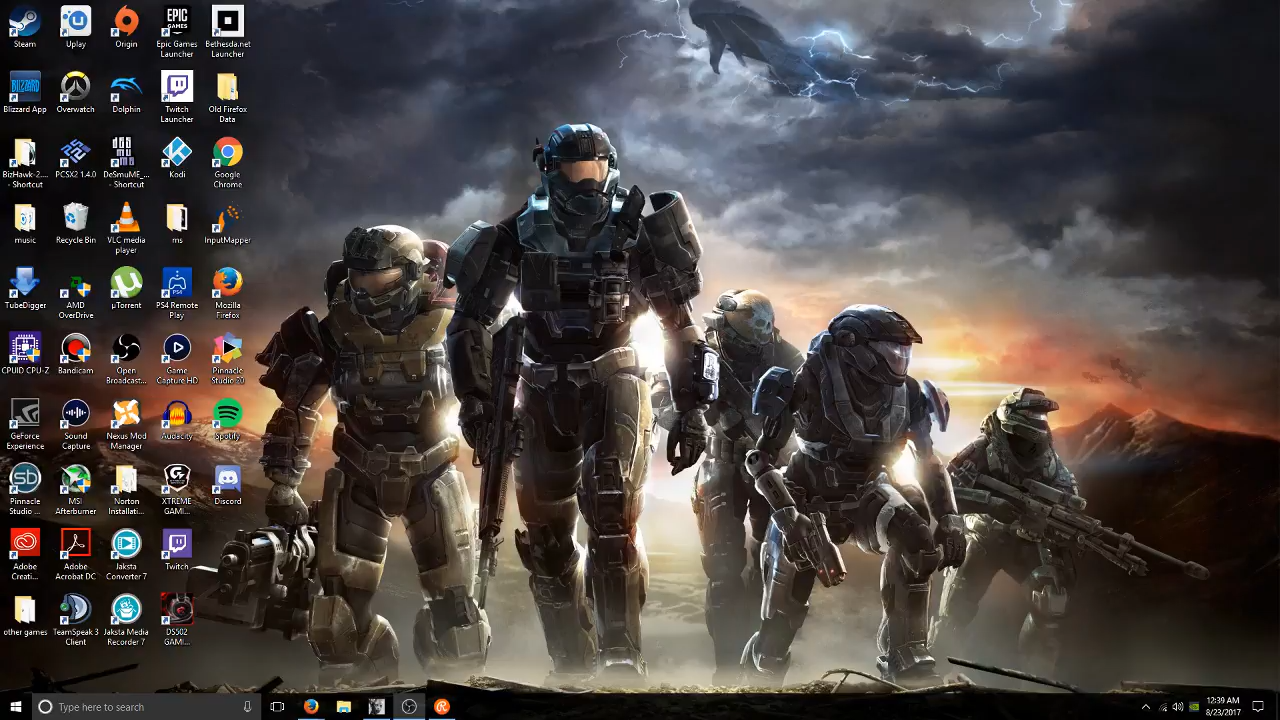 Steam
Uplay
Origin
Epic Games
Launcher
Bethesda.net
Launcher
Blizzard App
Overwatch
Dolphin
Twitch
Launcher
Old Firefox
Data
BizHawk-2....
- Shortcut
PCSX2 1.4.0
DeSmuME_...
- Shortcut
Kodi
Google
Chrome
music
Recycle Bin
VLC media
player
ms
InputMapper
TubeDigger
AMD
OverDrive
µTorrent
PS4 Remote
Play
Mozilla
Firefox
CPUID CPU-Z
Bandicam
Open
Broadcast...
Game
Capture HD
Pinnacle
Studio 20
GeForce
Experience
Sound
Capture
Nexus Mod
Manager
Audacity
Spotify
Pinnacle
Studio ...
MSI
Afterburner
Norton
Installati...
XTREME
GAMI...
Discord
Adobe
Creati...
Adobe
Acrobat DC
Jaksta
Converter 7
Twitch
other games
TeamSpeak 3
Client
Jaksta Media
Recorder 7
DS502
GAMI...
Type here to search
12:39 AM
8/23/2017